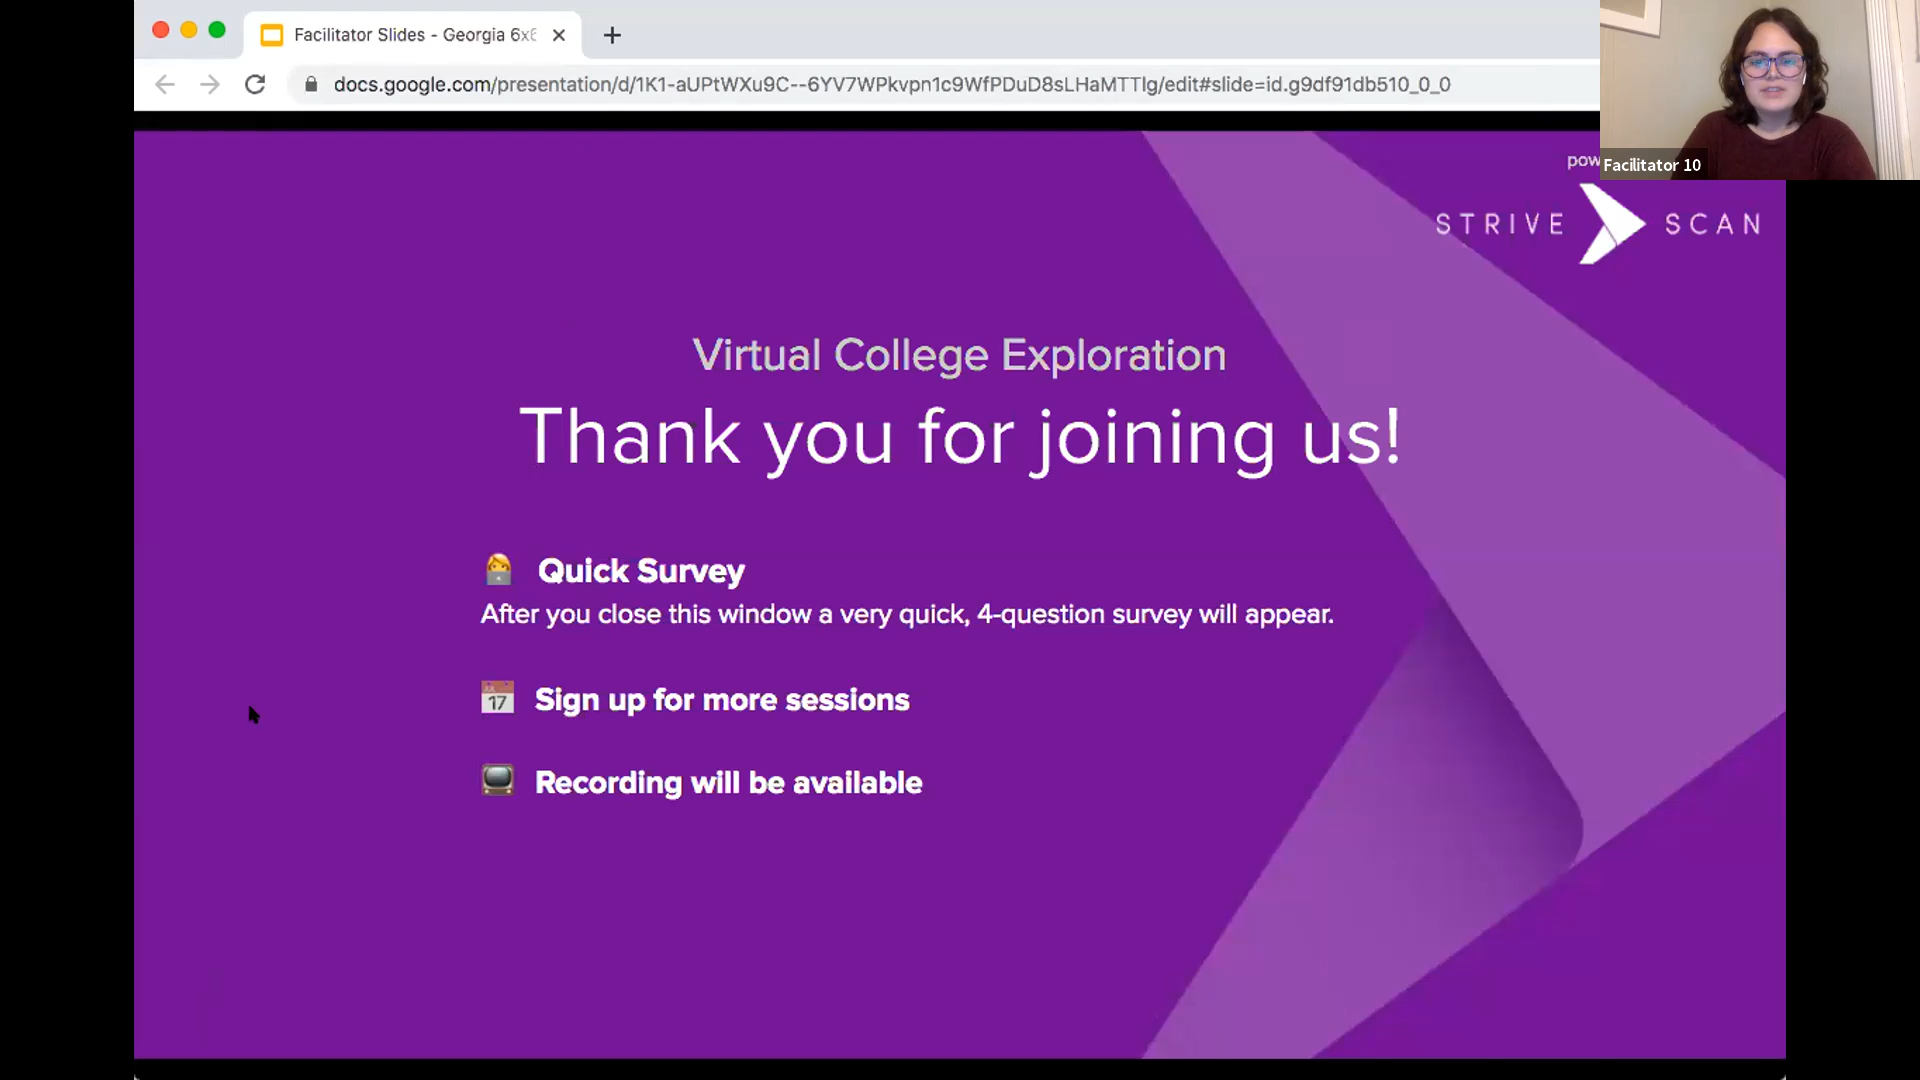 Facilitator Slides - Georgia 6x6
docs.google.com/presentation/d/1K1-aUPtWXu9C--6YV7WPkvpn1c9WfPDuD8sLHaMTTlg/edit#slide=id.g9df91db510_0_0
Facilitator 10
STRIVE SCAN
Virtual College Exploration
Thank you for joining us!
Quick Survey
After you close this window a very quick, 4-question survey will appear.
17 Sign up for more sessions
Recording will be available